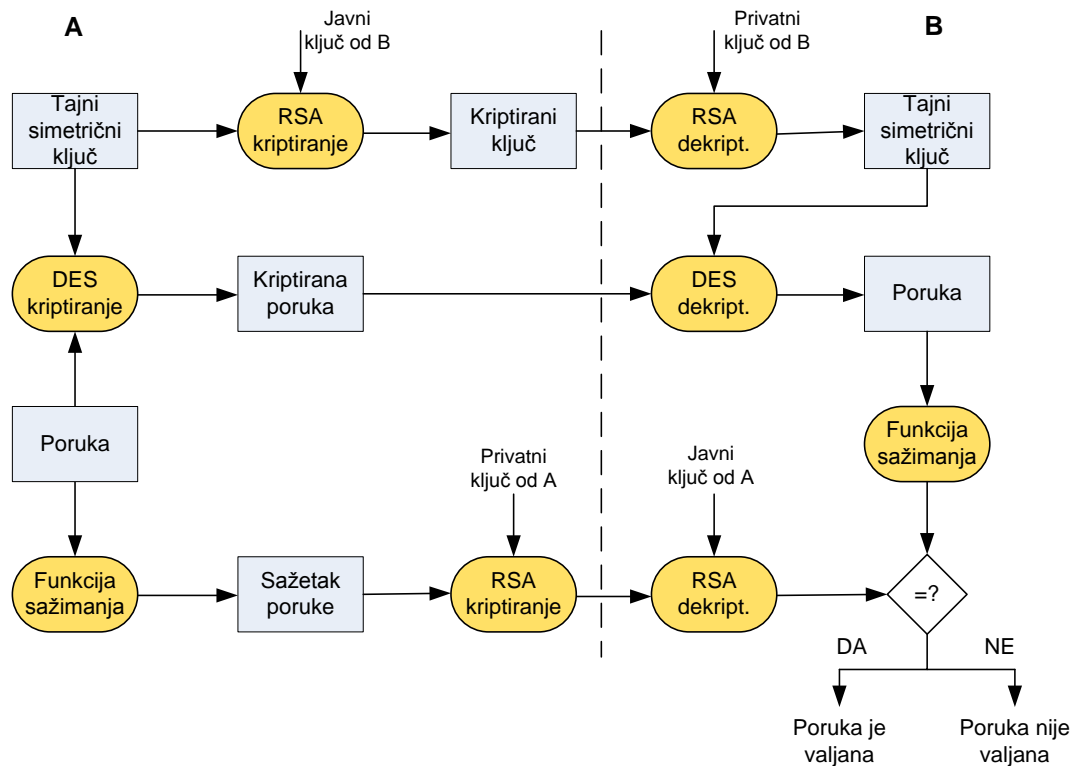 A
Javni
ključ od B
Privatni
ključ od B
B
Tajni
simetrični
ključ
RSA
kriptiranje
Kriptirani
ključ
RSA
dekript.
Tajni
simetrični
ključ
DES
kriptiranje
Kriptirana
poruka
DES
dekript.
Poruka
Poruka
Funkcija
sažimanja
Privatni
ključ od A
Javni
ključ od A
Funkcija
sažimanja
Sažetak
poruke
RSA
kriptiranje
RSA
dekript.
=?
DA
NE
Poruka je
valjana
Poruka nije
valjana